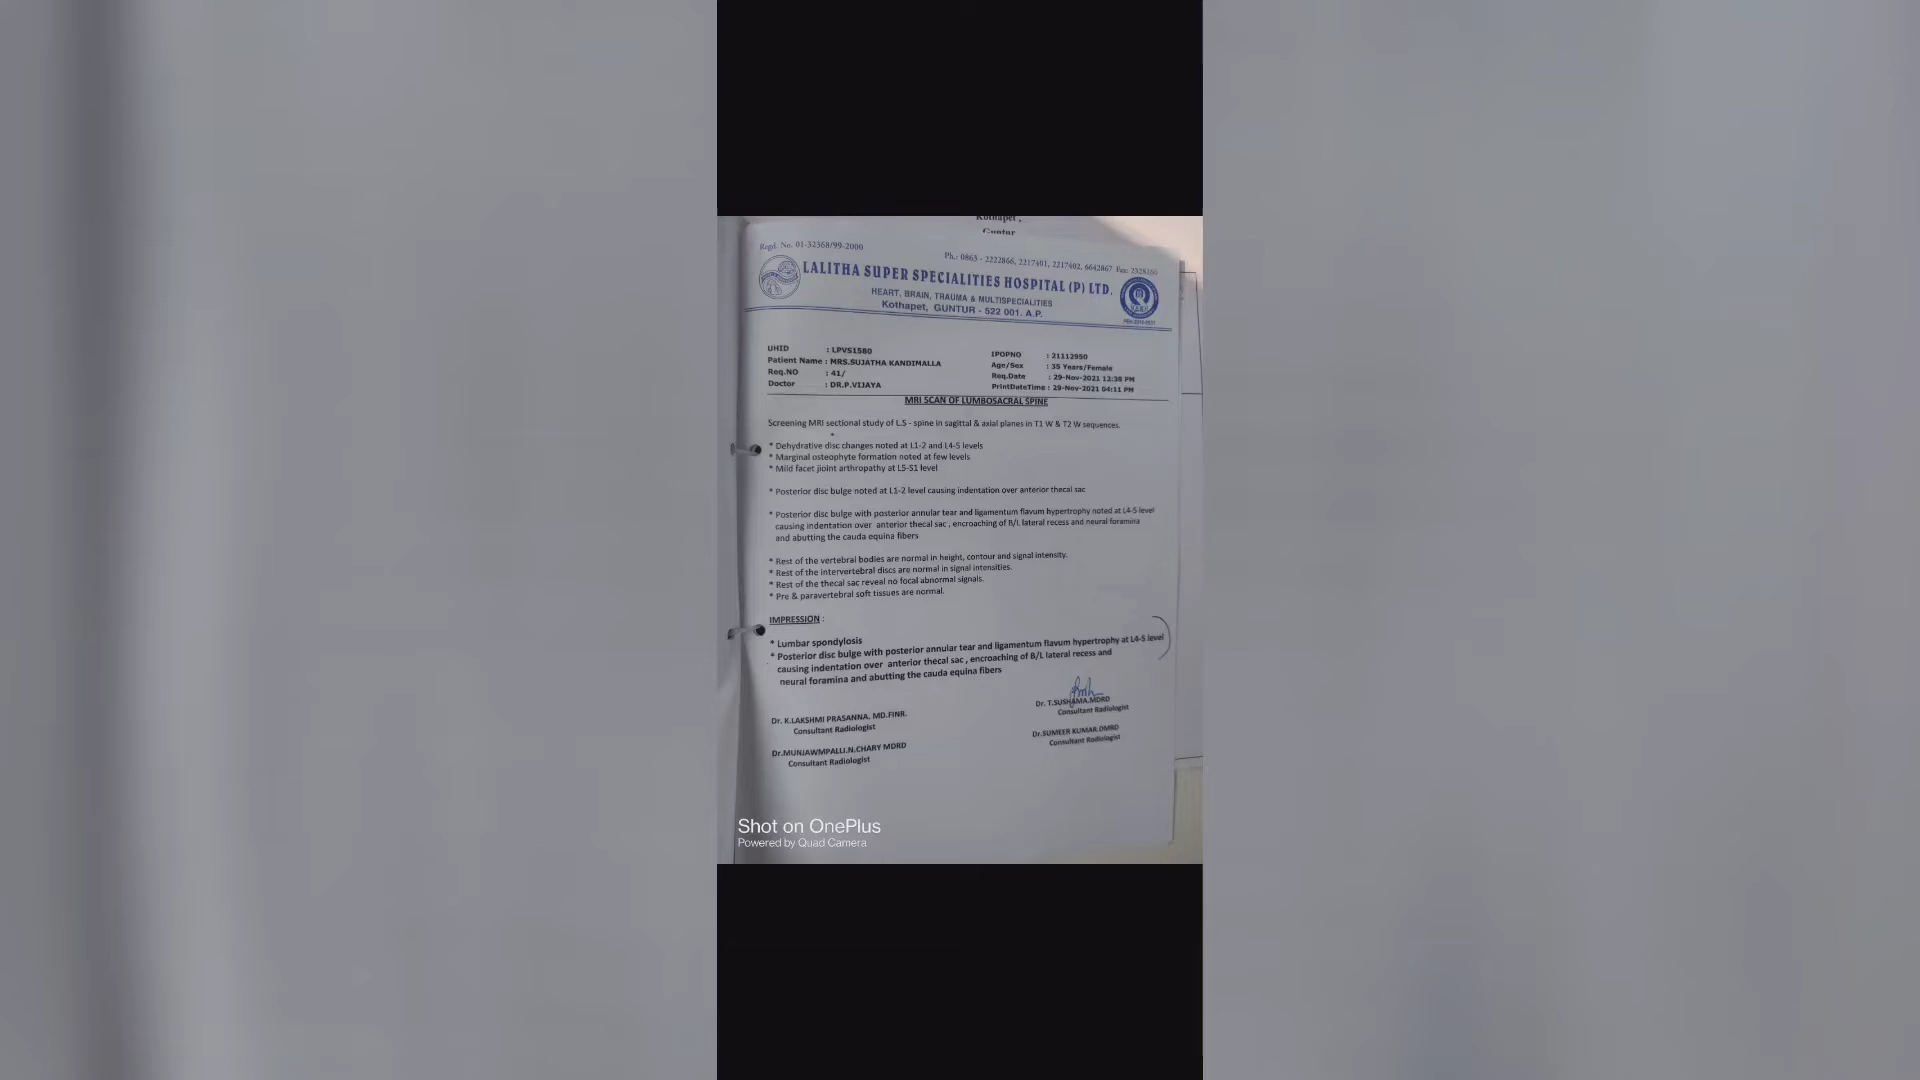 Kothapet,
Guntur
Regd. No. 01-32368/99-2000
Ph.: 0863 - 2222866, 2217401, 2217402, 6642867 Fax: 2328160
LALITHA SUPER SPECIALITIES HOSPITAL (P) LTD.
HEART, BRAIN, TRAUMA & MULTISPECIALITIES
Kothapet, GUNTUR - 522 001. A.P.
UHID : LPVS1580
Patient Name : MRS.SUJATHA KANDIMALLA
Req.NO : 41/
Doctor : DR.P.VIJAYA
IPOPNO : 21112950
Age/Sex : 35 Years/Female
Req.Date : 29-Nov-2021 12:38 PM
PrintDateTime : 29-Nov-2021 04:11 PM
MRI SCAN OF LUMBOSACRAL SPINE
Screening MRI sectional study of L.S - spine in sagittal & axial planes in T1 W & T2 W sequences.
*
* Dehydrative disc changes noted at L1-2 and L4-5 levels
* Marginal osteophyte formation noted at few levels
* Mild facet jioint arthropathy at L5-S1 level
* Posterior disc bulge noted at L1-2 level causing indentation over anterior thecal sac
* Posterior disc bulge with posterior annular tear and ligamentum flavum hypertrophy noted at L4-5 level
causing indentation over anterior thecal sac , encroaching of B/L lateral recess and neural foramina
and abutting the cauda equina fibers
* Rest of the vertebral bodies are normal in height, contour and signal intensity.
* Rest of the intervertebral discs are normal in signal intensities.
* Rest of the thecal sac reveal no focal abnormal signals.
* Pre & paravertebral soft tissues are normal.
IMPRESSION :
* Lumbar spondylosis
* Posterior disc bulge with posterior annular tear and ligamentum flavum hypertrophy at L4-5 level
causing indentation over anterior thecal sac , encroaching of B/L lateral recess and
neural foramina and abutting the cauda equina fibers
Dr. K.LAKSHMI PRASANNA. MD.FINR.
Consultant Radiologist
Dr. T.SUSHAMA.MDRD
Consultant Radiologist
Dr.MUNJAWMPALLI.N.CHARY MDRD
Consultant Radiologist
Dr.SUMEER KUMAR.DMRD
Consultant Radiologist
Shot on OnePlus
Powered by Quad Camera